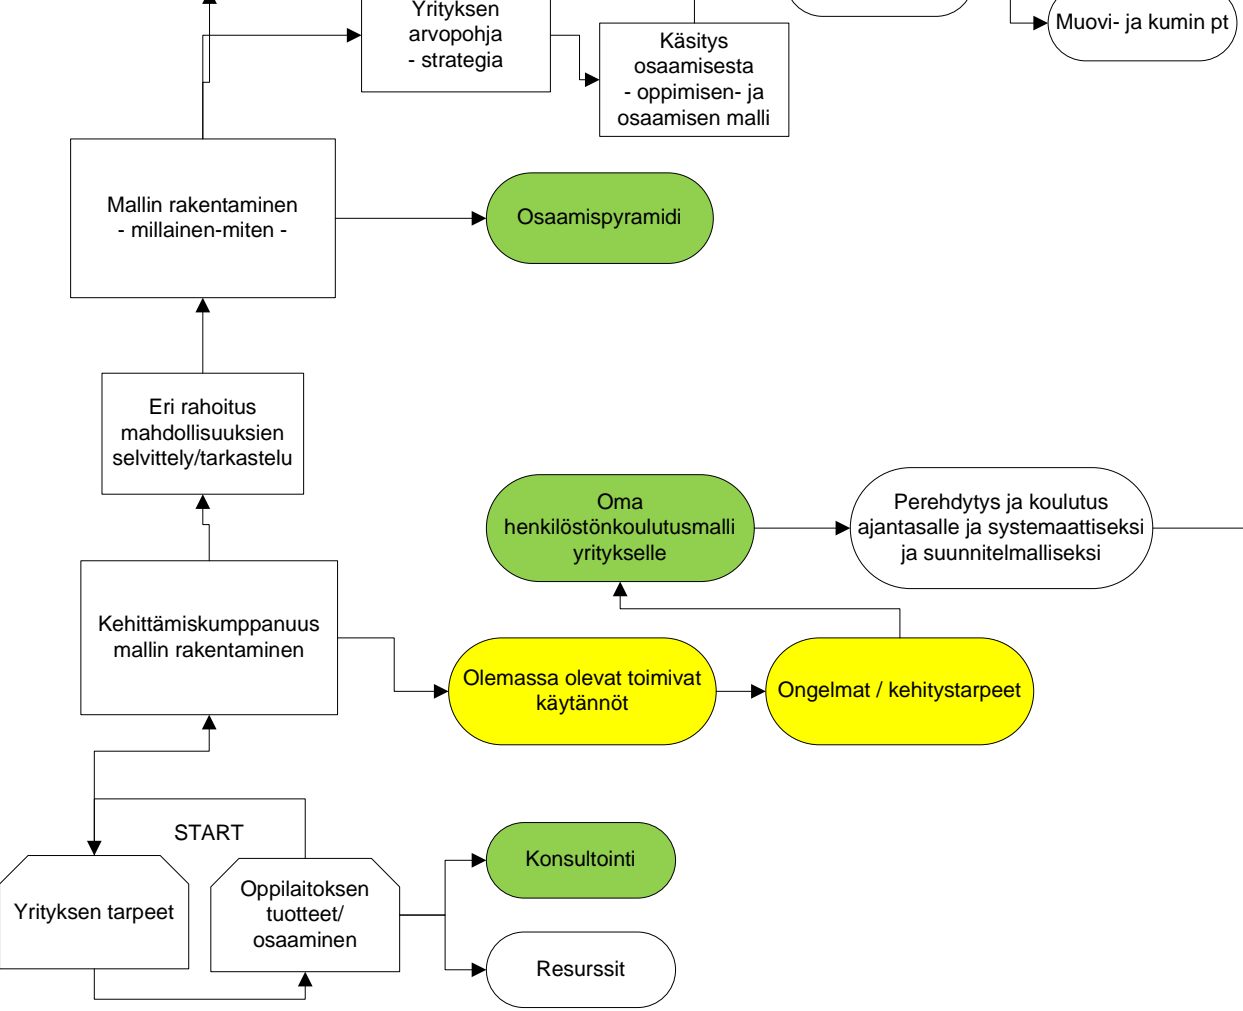 Yrityksen
arvopohja
- strategia
Käsitys
osaamisesta
- oppimisen- ja
osaamisen malli
Muovi- ja kumin pt
Mallin rakentaminen
- millainen-miten -
Osaamispyramidi
Eri rahoitus
mahdollisuuksien
selvittely/tarkastelu
Oma
henkilöstönkoulutusmalli
yritykselle
Perehdytys ja koulutus
ajantasalle ja systemaattiseksi
ja suunnitelmalliseksi
Kehittämiskumppanuus
mallin rakentaminen
Olemassa olevat toimivat
käytännöt
Ongelmat / kehitystarpeet
START
Yrityksen tarpeet
Oppilaitoksen
tuotteet/
osaaminen
Konsultointi
Resurssit